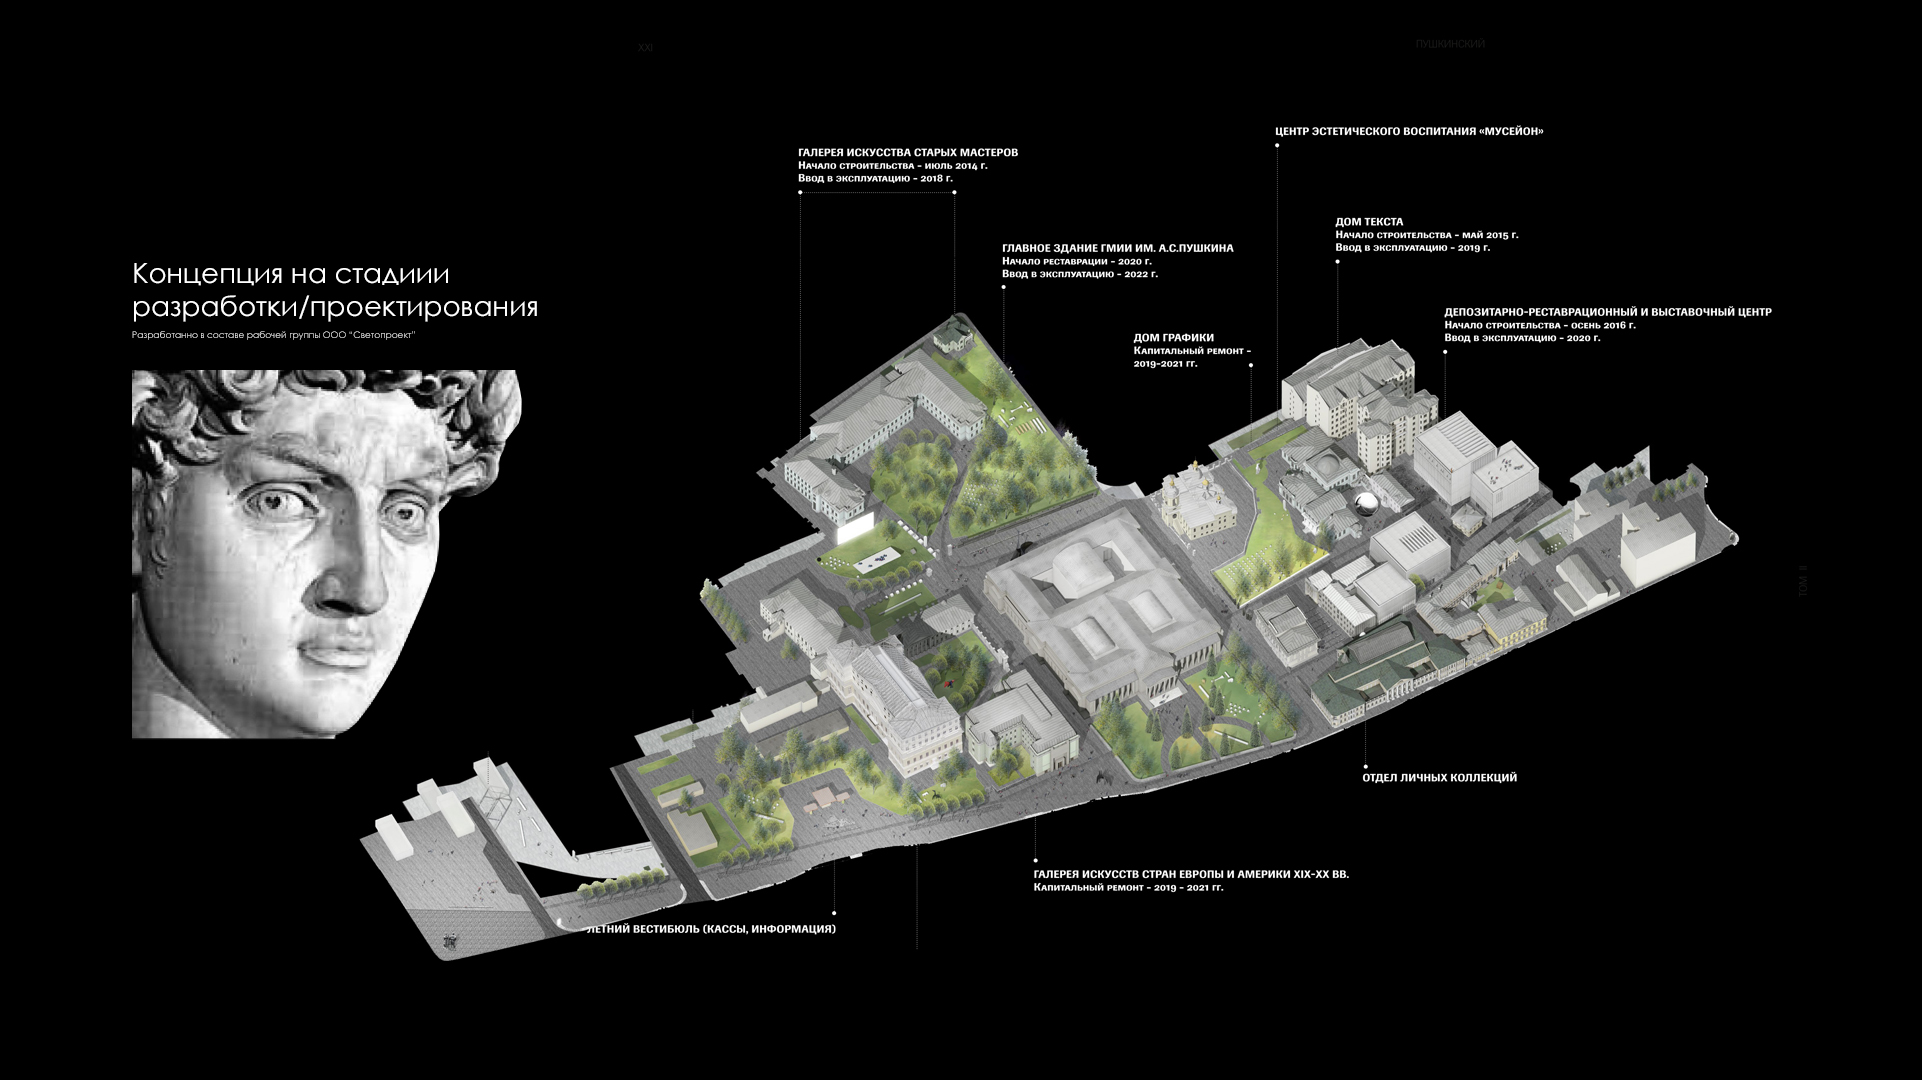 XXI
ПУШКИНСКИЙ
ЦЕНТР ЭСТЕТИЧЕСКОГО ВОСПИТАНИЯ «МУСЕЙОН»
ГАЛЕРЕЯ ИСКУССТВА СТАРЫХ МАСТЕРОВ
Начало строительства - июль 2014 г.
Ввод в эксплуатацию - 2018 г.
ДОМ ТЕКСТА
Начало строительства - май 2015 г.
Ввод в эксплуатацию - 2019 г.
ГЛАВНОЕ ЗДАНИЕ ГМИИ ИМ. А.С.ПУШКИНА
Начало реставрации - 2020 г.
Ввод в эксплуатацию - 2022 г.
Концепция на стадиии
разработки/проектирования
Разработанно в составе рабочей группы ООО "Светопроект"
ДЕПОЗИТАРНО-РЕСТАВРАЦИОННЫЙ И ВЫСТАВОЧНЫЙ ЦЕНТР
Начало строительства - осень 2016 г.
Ввод в эксплуатацию - 2020 г.
ДОМ ГРАФИКИ
Капитальный ремонт -
2019-2021 гг.
ТОМ II
ОТДЕЛ ЛИЧНЫХ КОЛЛЕКЦИЙ
ГАЛЕРЕЯ ИСКУССТВ СТРАН ЕВРОПЫ И АМЕРИКИ XIX-XX ВВ.
Капитальный ремонт - 2019 - 2021 гг.
ЛЕТНИЙ ВЕСТИБЮЛЬ (КАССЫ, ИНФОРМАЦИЯ)